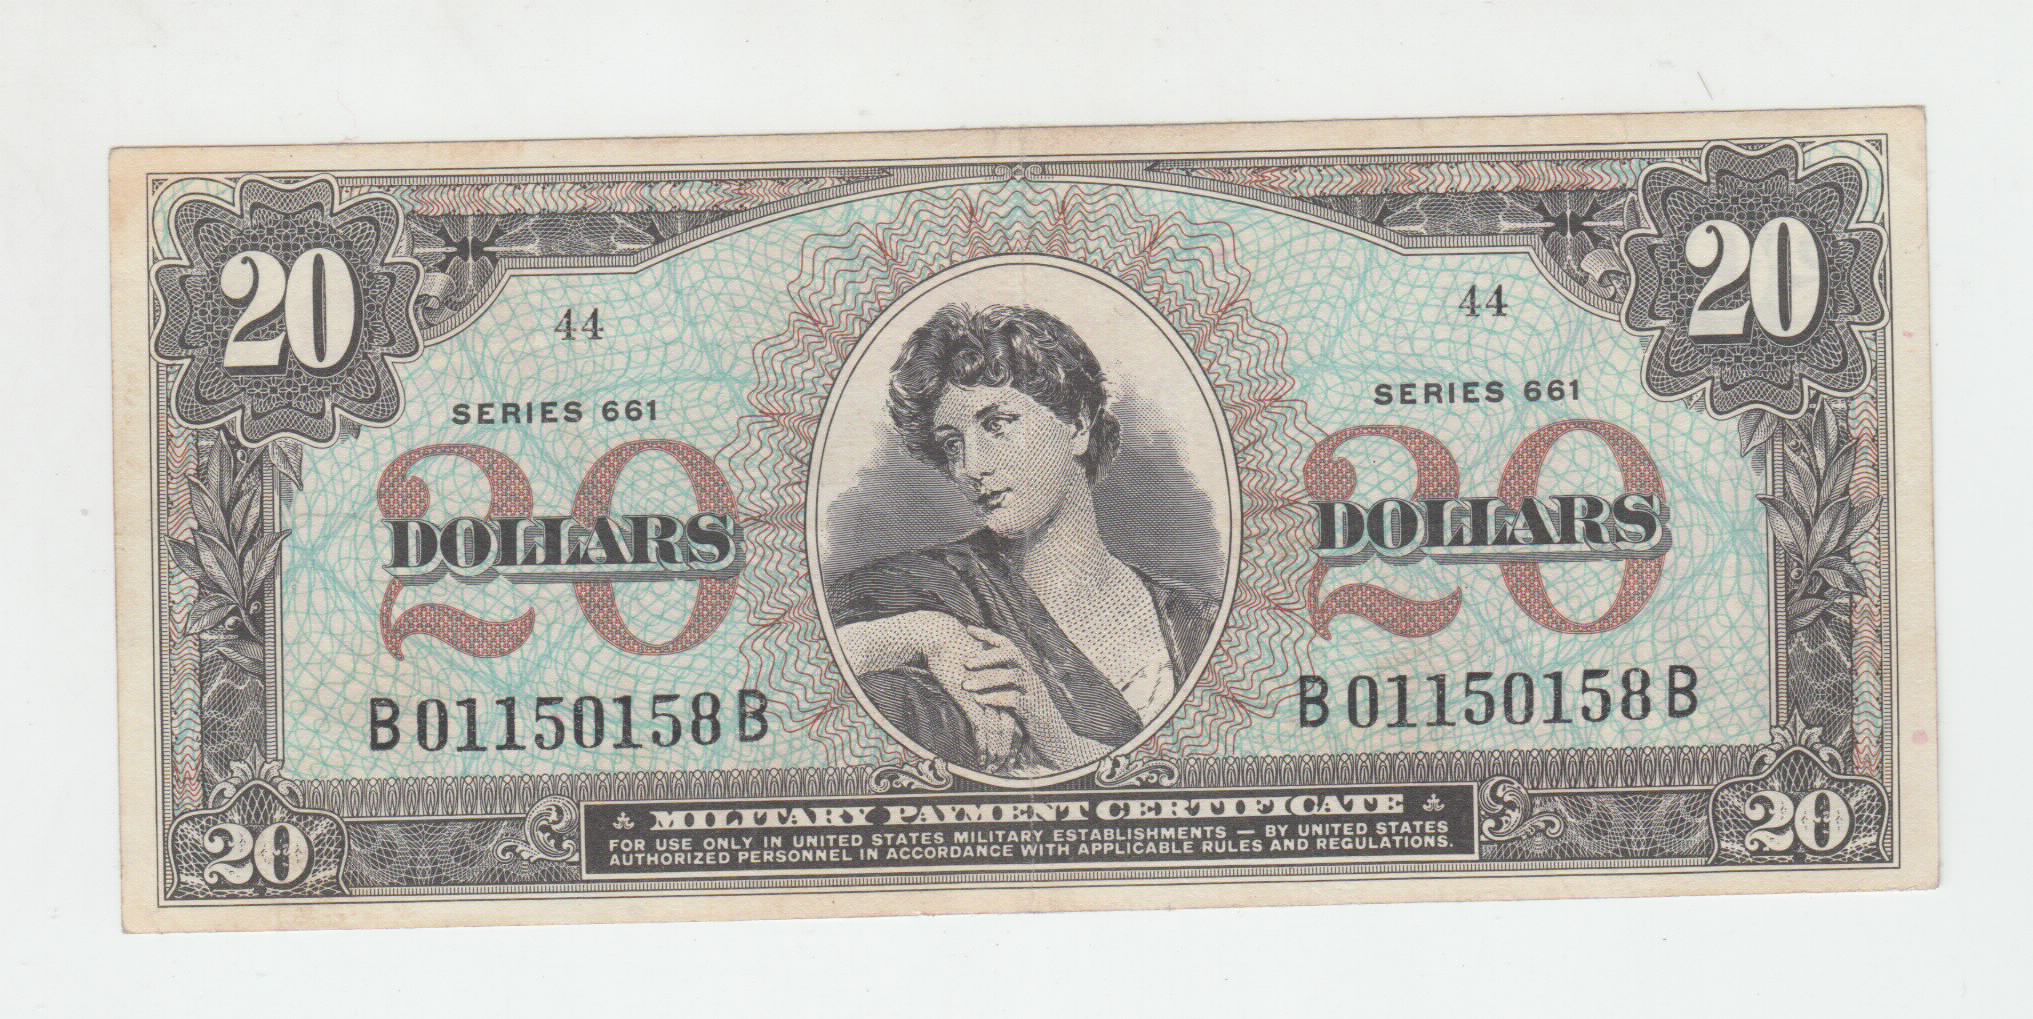 20 20
44 44
SERIES 661 SERIES 661
20 20
DOLLARS DOLLARS
B01150158B B01150158B
20 20
MILITARY PAYMENT CERTIFICATE
FOR USE ONLY IN UNITED STATES MILITARY ESTABLISHMENTS — BY UNITED STATES
AUTHORIZED PERSONNEL IN ACCORDANCE WITH APPLICABLE RULES AND REGULATIONS.